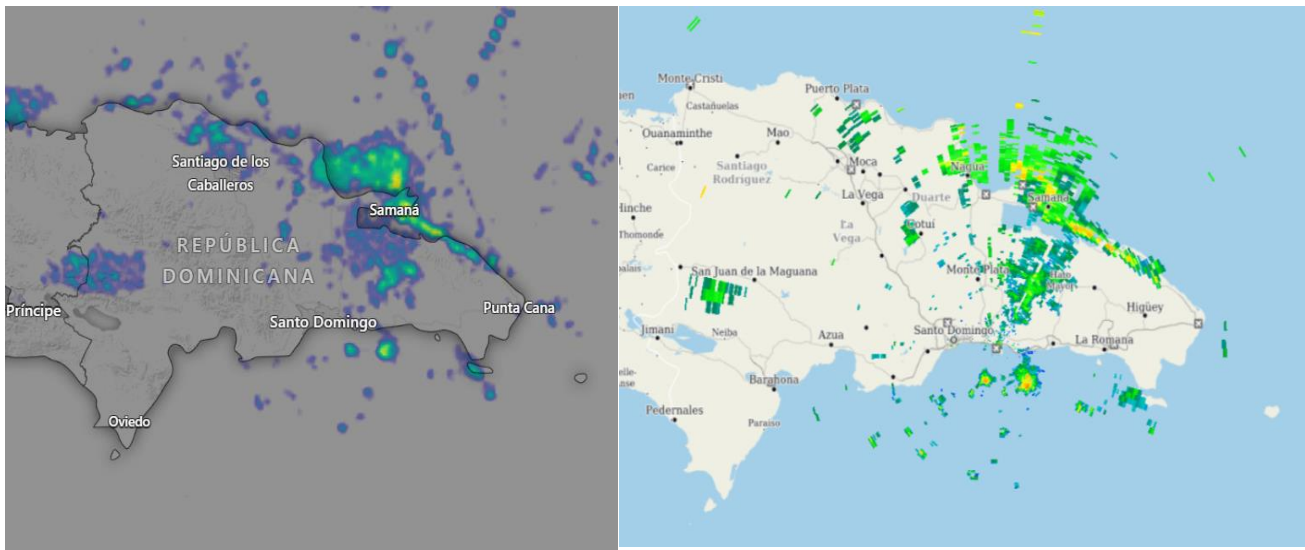 Santiago de los
Caballeros
Samaná
REPÚBLICA
DOMINICANA
Príncipe
Punta Cana
Santo Domingo
Oviedo
Monte Cristi
Puerto Plata
Castañuelas
Ouanaminthe
Mao
Carice
Santiago
Rodríguez
Moca
Nagua
La Vega
Duarte
Samaná
Hinche
Thomonde
La
Vega
Cotuí
San Juan de la Maguana
Monte Plata
Hato
Mayor
Higüey
Jimaní
Neiba
Azua
Santo Domingo
La Romana
Barahona
Pedernales
Paraíso